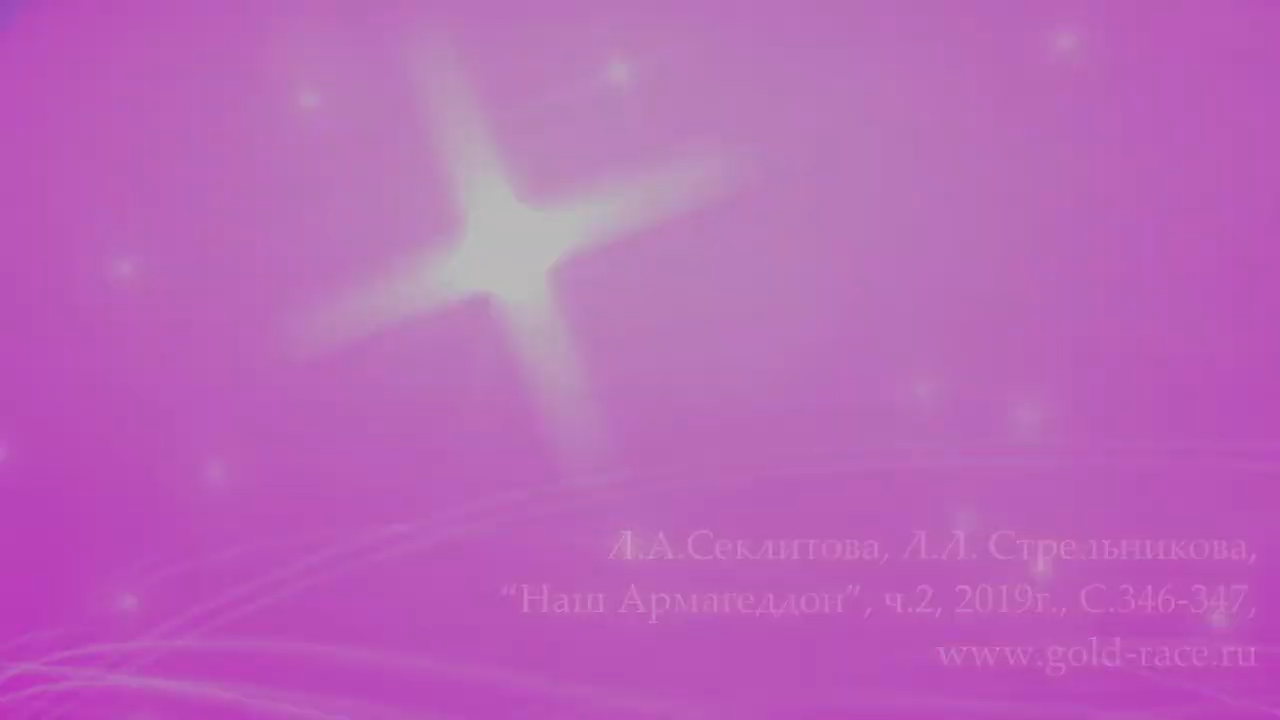 Л.А.Секлитова, Л.Л. Стрельникова,
“Наш Армагеддон”, ч.2, 2019г., С.346-347,
www.gold-race.ru